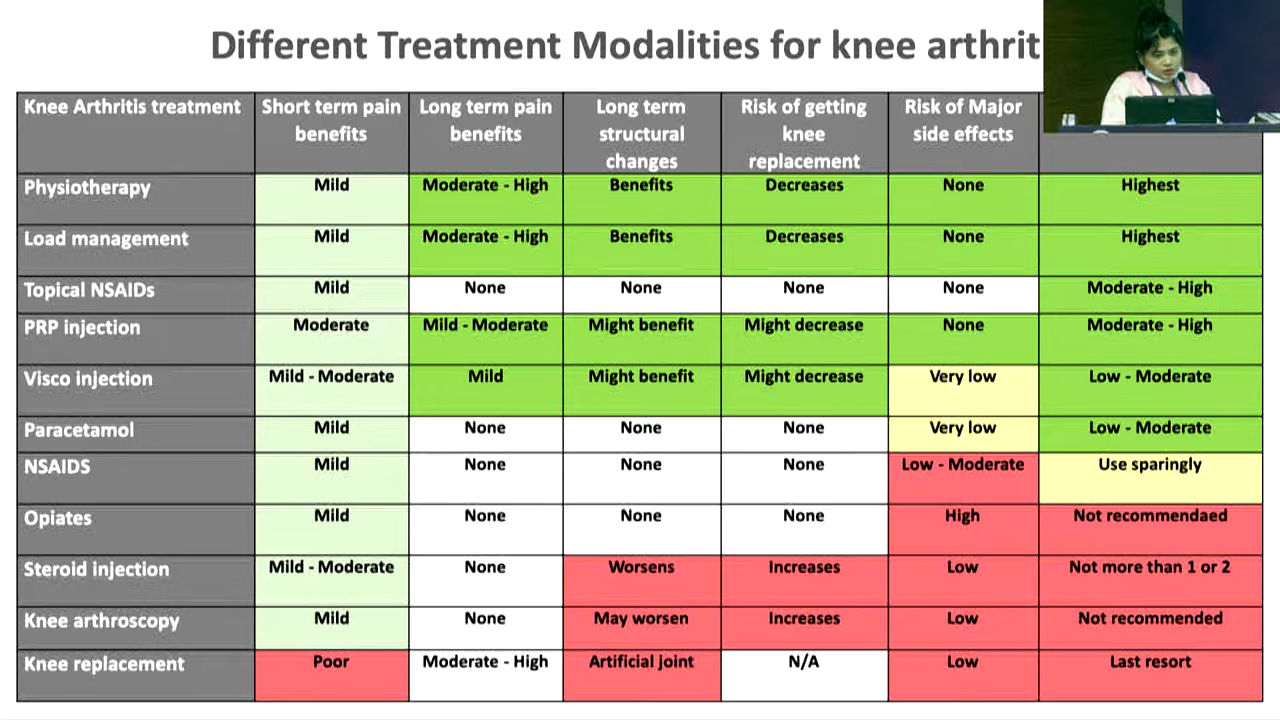 Different Treatment Modalities for knee arthrit
Knee Arthritis treatment Short term pain benefits Long term pain benefits Long term structural changes Risk of getting knee replacement Risk of Major side effects
Physiotherapy Mild Moderate - High Benefits Decreases None Highest
Load management Mild Moderate - High Benefits Decreases None Highest
Topical NSAIDs Mild None None None None Moderate - High
PRP injection Moderate Mild - Moderate Might benefit Might decrease None Moderate - High
Visco injection Mild - Moderate Mild Might benefit Might decrease Very low Low - Moderate
Paracetamol Mild None None None Very low Low - Moderate
NSAIDS Mild None None None Low - Moderate Use sparingly
Opiates Mild None None None High Not recommendaed
Steroid injection Mild - Moderate None Worsens Increases Low Not more than 1 or 2
Knee arthroscopy Mild None May worsen Increases Low Not recommended
Knee replacement Poor Moderate - High Artificial joint N/A Low Last resort